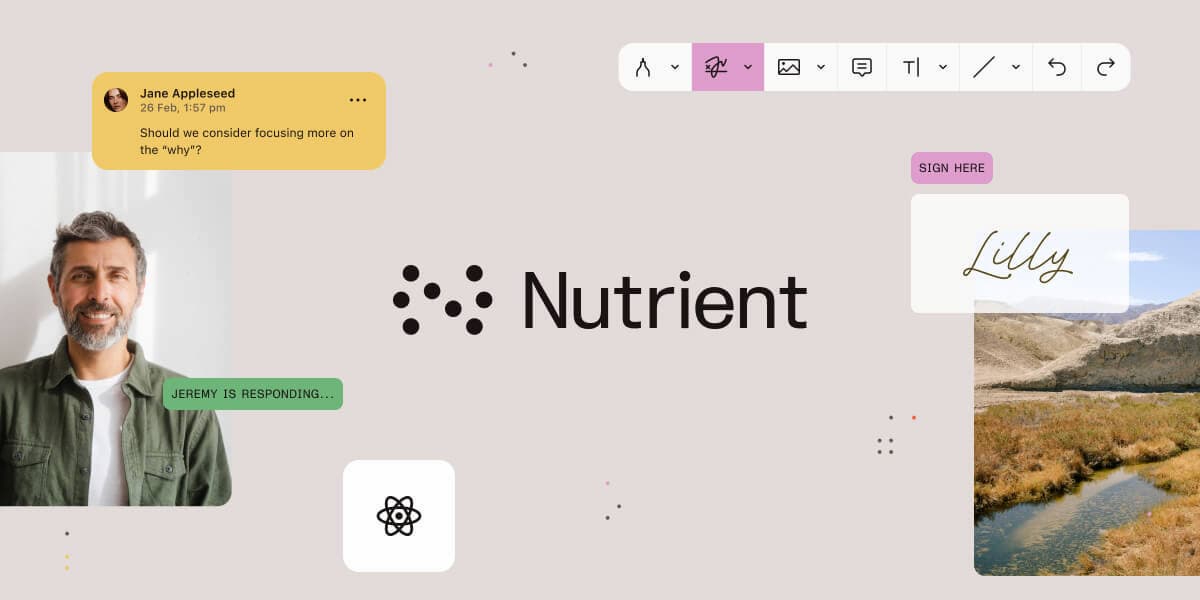 Jane Appleseed
26 Feb, 1:57 pm
Should we consider focusing more on
the “why”?
T
SIGN HERE
Lilly
Nutrient
JEREMY IS RESPONDING...